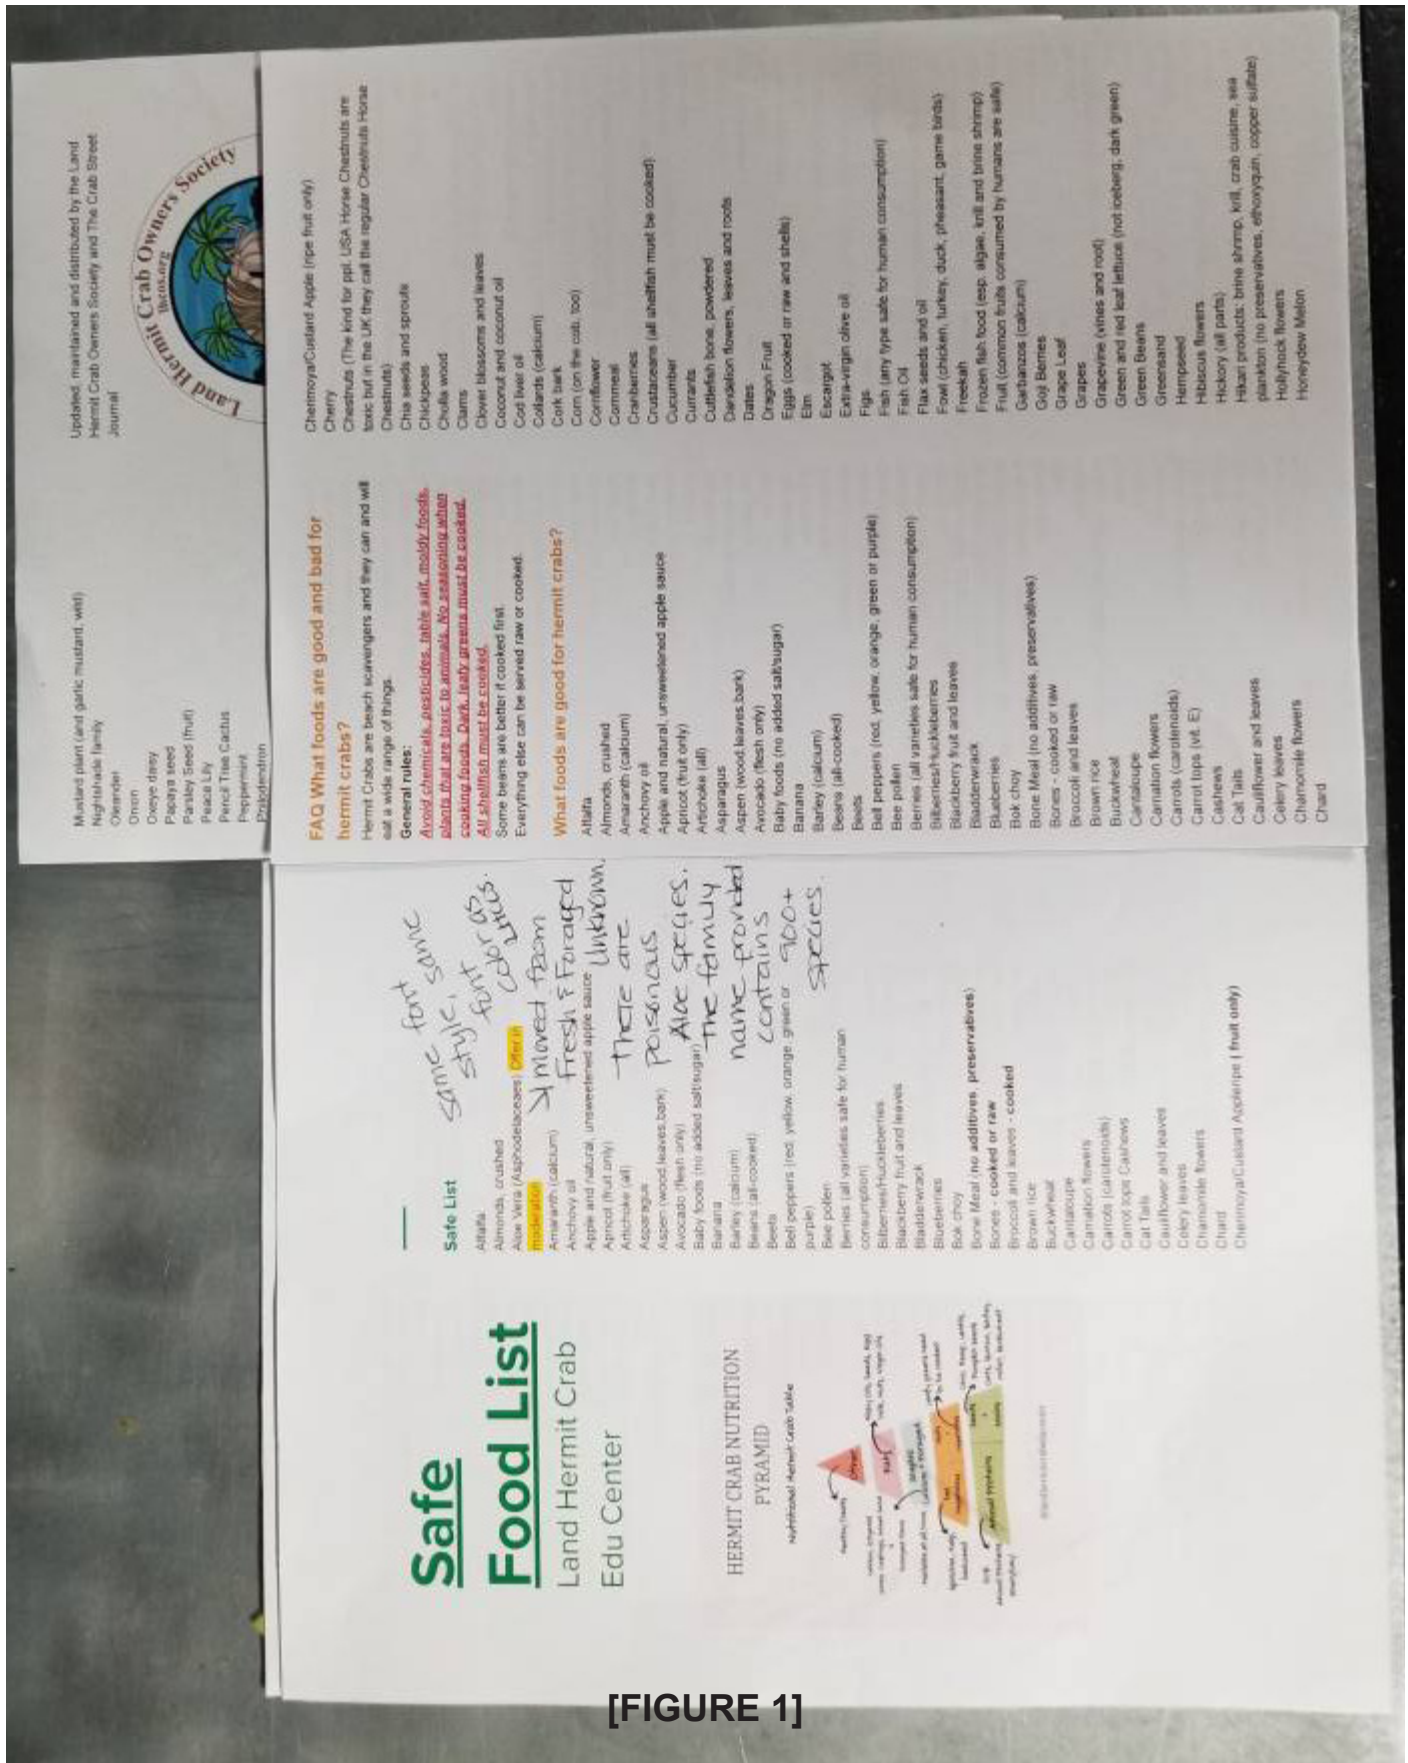 Safe
Food List
Land Hermit Crab
Edu Center
HERMIT CRAB NUTRITION
PYRAMID
Safe List
Alfalfa
Almonds, crushed
Aloe Vera (Asphodelaceaes) Offer in
moderation
Amaranth (calcium)
Anchovy oil
Apple and natural, unsweetened apple sauce
Apricot (fruit only)
Artichoke (all)
Asparagus
Aspen (wood,leaves,bark)
Avocado (flesh only)
Baby foods (no added salt/sugar)
Banana
Barley (calcium)
Beans (all-cooked)
Beets
Bell peppers (red, yellow, orange, green or
purple)
Bee pollen
Berries (all varieties safe for human
consumption)
Bilberries/Huckleberries
Blackberry fruit and leaves
Bladderwrack
Blueberries
Bok choy
Bone Meal (no additives, preservatives)
Bones - cooked or raw
Broccoli and leaves - cooked
Brown rice
Buckwheat
Cantaloupe
Carnation flowers
Carrots (carotenoids)
Carrot tops Cashews
Cat Tails
Cauliflower and leaves
Celery leaves
Chamomile flowers
Chard
Cherimoya/Custard Appleripe ( fruit only)
same font
style, same
font
color as
LHCOS.
moved from
Fresh & Foraged
Unknown.
There are
poisonous
Aloe species.
The family
name provided
contains
900+
species.
Mustard plant (and garlic mustard, wild)
Nightshade family
Oleander
Onion
Oxeye daisy
Papaya seed
Parsley Seed (fruit)
Peace Lily
Pencil Tree Cactus
Peppermint
Philodendron
Updated, maintained and distributed by the Land
Hermit Crab Owners Society and The Crab Street
Journal
Land Hermit Crab Owners Society
lhcos.org
FAQ What foods are good and bad for
hermit crabs?
Hermit Crabs are beach scavengers and they can and will
eat a wide range of things.
General rules:
Avoid chemicals, pesticides, table salt, moldy foods,
plants that are toxic to animals. No seasoning when
cooking foods. Dark, leafy greens must be cooked.
All shellfish must be cooked.
Some beans are better if cooked first.
Everything else can be served raw or cooked.
What foods are good for hermit crabs?
Alfalfa
Almonds, crushed
Amaranth (calcium)
Anchovy oil
Apple and natural, unsweetened apple sauce
Apricot (fruit only)
Artichoke (all)
Asparagus
Aspen (wood,leaves,bark)
Avocado (flesh only)
Baby foods (no added salt/sugar)
Banana
Barley (calcium)
Beans (all-cooked)
Beets
Bell peppers (red, yellow, orange, green or purple)
Bee pollen
Berries (all varieties safe for human consumption)
Bilberries/Huckleberries
Blackberry fruit and leaves
Bladderwrack
Blueberries
Bok choy
Bone Meal (no additives, preservatives)
Bones - cooked or raw
Broccoli and leaves
Brown rice
Buckwheat
Cantaloupe
Carnation flowers
Carrots (carotenoids)
Carrot tops (vit. E)
Cashews
Cat Tails
Cauliflower and leaves
Celery leaves
Chamomile flowers
Chard
Cherimoya/Custard Apple (ripe fruit only)
Cherry
Chestnuts (The kind for ppl. USA Horse Chestnuts are
toxic but in the UK they call the regular Chestnuts Horse
Chestnuts)
Chia seeds and sprouts
Chickpeas
Cholla wood
Clams
Clover blossoms and leaves
Coconut and coconut oil
Cod liver oil
Collards (calcium)
Cork bark
Corn (on the cob, too)
Cornflower
Cornmeal
Cranberries
Crustaceans (all shellfish must be cooked)
Cucumber
Currants
Cuttlefish bone, powdered
Dandelion flowers, leaves and roots
Dates
Dragon Fruit
Eggs (cooked or raw and shells)
Elm
Escargot
Extra-virgin olive oil
Figs
Fish (any type safe for human consumption)
Fish Oil
Flax seeds and oil
Fowl (chicken, turkey, duck, pheasant, game birds)
Freekah
Frozen fish food (esp. algae, krill and brine shrimp)
Fruit (common fruits consumed by humans are safe)
Garbanzos (calcium)
Goji Berries
Grape Leaf
Grapes
Grapevine (vines and root)
Green and red leaf lettuce (not iceberg, dark green)
Green Beans
Greensand
Hempseed
Hibiscus flowers
Hickory (all parts)
Hikari products: brine shrimp, krill, crab cuisine, sea
plankton (no preservatives, ethoxyquin, copper sulfate)
Hollyhock flowers
Honeydew Melon
[FIGURE 1]